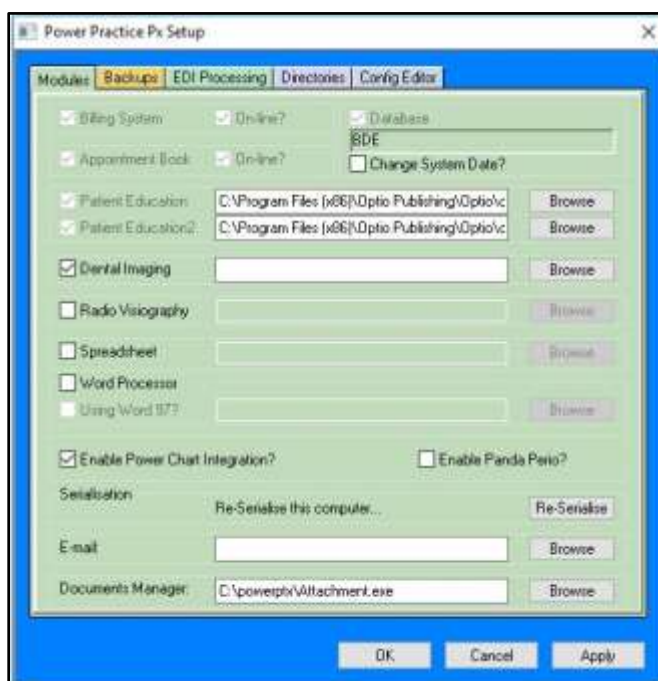 Power Practice Px Setup
Modules Backups EDI Processing Directories Config Editor
Billing System On-line? Database
BDE
Appointment Book On-line? Change System Date?
Patient Education C:\Program Files (x86)\Optio Publishing\Optio\c Browse
Patient Education2 C:\Program Files (x86)\Optio Publishing\Optio\c Browse
Dental Imaging Browse
Radio Visiography Browse
Spreadsheet Browse
Word Processor
Using Word 97? Browse
Enable Power Chart Integration? Enable Panda Perio?
Serialisation
Re-Serialise this computer... Re-Serialise
E-mail: Browse
Documents Manager: Browse
OK Cancel Apply